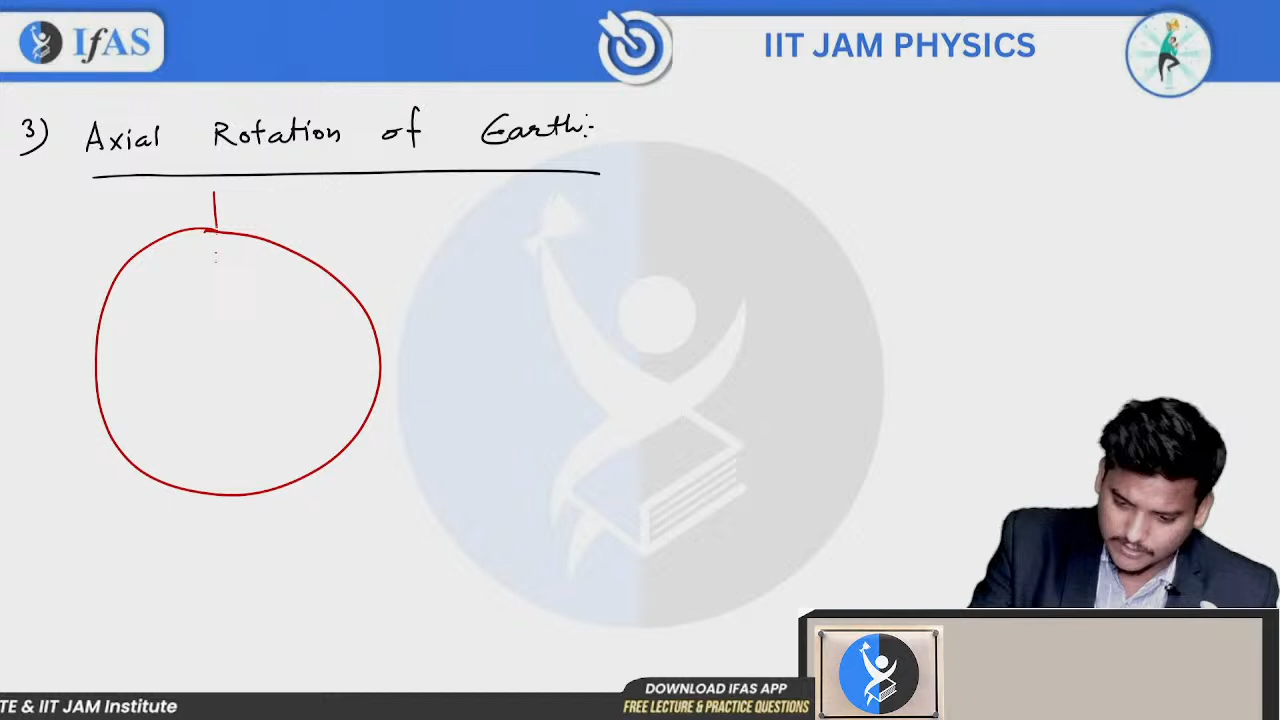 IfAS
IIT JAM PHYSICS
3) Axial Rotation of Earth:-
TE & IIT JAM Institute
DOWNLOAD IFAS APP
FREE LECTURE & PRACTICE QUESTIONS